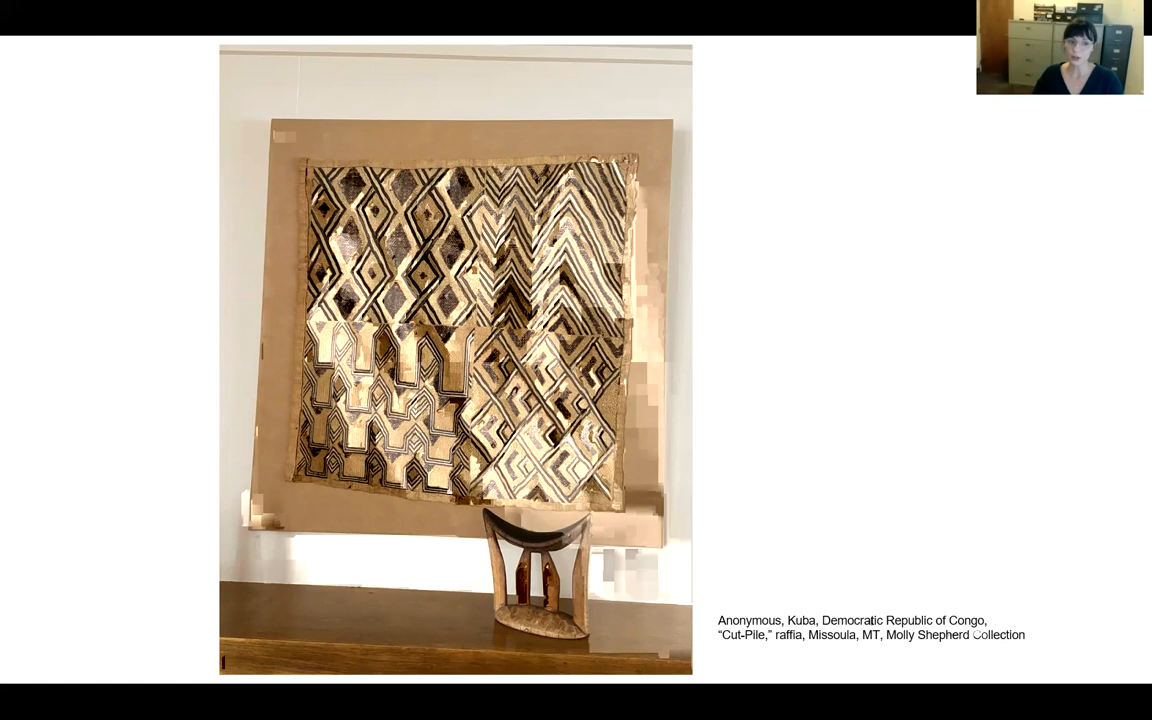 Anonymous, Kuba, Democratic Republic of Congo,
“Cut-Pile,” raffia, Missoula, MT, Molly Shepherd Collection